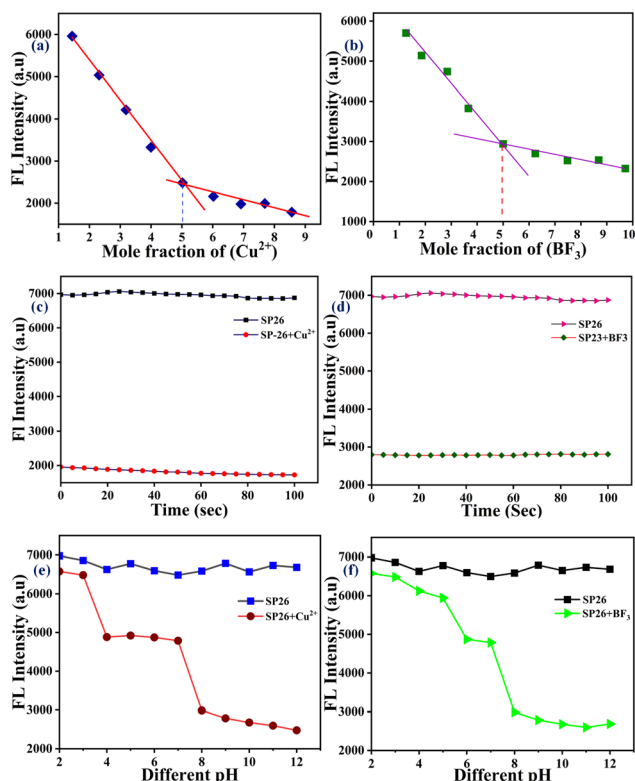 (a)
FL Intensity (a.u)
6000
5000
4000
3000
2000
1 2 3 4 5 6 7 8 9
Mole fraction of (Cu²⁺)
(b)
FL Intensity (a.u)
6000
5000
4000
3000
2000
1000
0 1 2 3 4 5 6 7 8 9 10
Mole fraction of (BF₃)
(c)
Fl Intensity (a.u)
7000
6000
5000
4000
3000
2000
SP26
SP-26+Cu²⁺
0 20 40 60 80 100
Time (sec)
(d)
FL Intensity (a.u)
7000
6000
5000
4000
3000
2000
SP26
SP23+BF3
0 20 40 60 80 100
Time (Sec)
(e)
FL Intensity (a.u)
7000
6000
5000
4000
3000
2000
SP26
SP26+Cu²⁺
2 4 6 8 10 12
Different pH
(f)
FL Intensity (a.u)
7000
6000
5000
4000
3000
2000
SP26
SP26+BF₃
2 4 6 8 10 12
Different pH